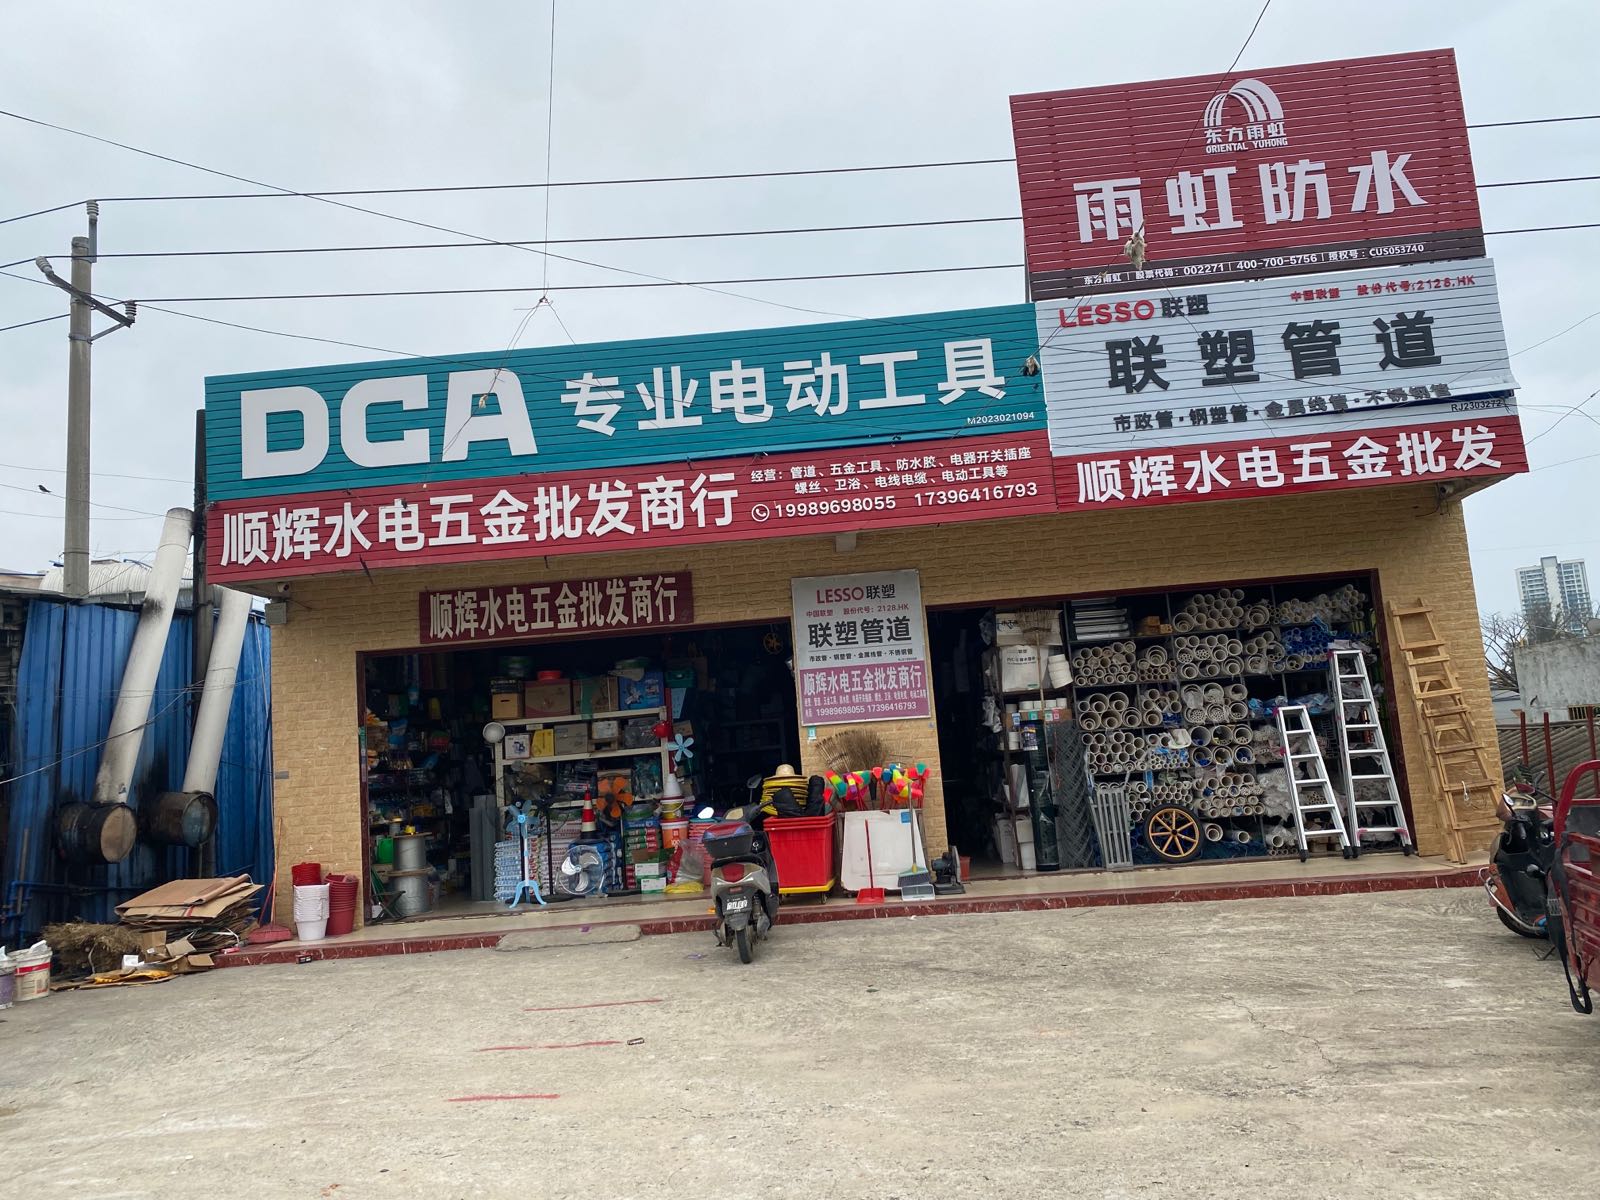 东方雨虹
ORIENTAL YUHONG
雨虹防水
东方雨虹 | 股票代码：002271 | 400-700-5756 | 授权号：CUS053740
LESSO联塑
中国联塑 股份代号:2128.HK
联塑管道
市政管·钢塑管·金属线管·不锈钢管
顺辉水电五金批发
DCA 专业电动工具
M2023021094
顺辉水电五金批发商行
经营：管道、五金工具、防水胶、电器开关插座
螺丝、卫浴、电线电缆、电动工具等
19989698055 17396416793
顺辉水电五金批发商行
LESSO联塑
中国联塑 股份代号：2128.HK
联塑管道
市政管·钢塑管·金属线管·不锈钢管
顺辉水电五金批发商行
19989698055 17396416793